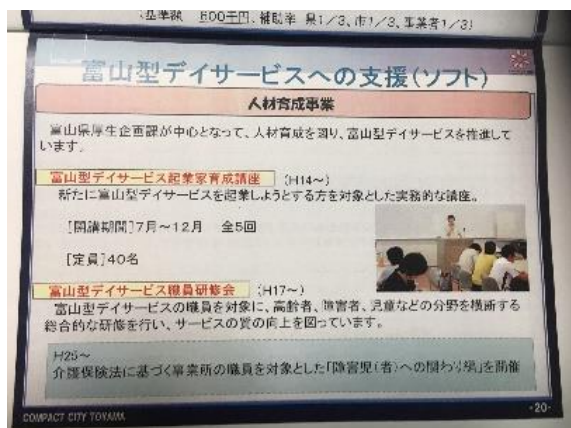 (基準額 600千円、補助率 県1/3、市1/3、事業者1/3)
富山型デイサービスへの支援(ソフト)
人材育成事業
富山県厚生企画課が中心となって、人材育成を図り、富山型デイサービスを推進して
います。
富山型デイサービス起業家育成講座 (H14～)
新たに富山型デイサービスを起業しようとする方を対象とした実務的な講座。
[開講期間]7月～12月 全5回
[定員]40名
富山型デイサービス職員研修会 (H17～)
富山型デイサービスの職員を対象に、高齢者、障害者、児童などの分野を横断する
総合的な研修を行い、サービスの質の向上を図っています。
H25～
介護保険法に基づく事業所の職員を対象とした「障害児(者)への関わり編」を開催
COMPACT CITY TOYAMA
-20-